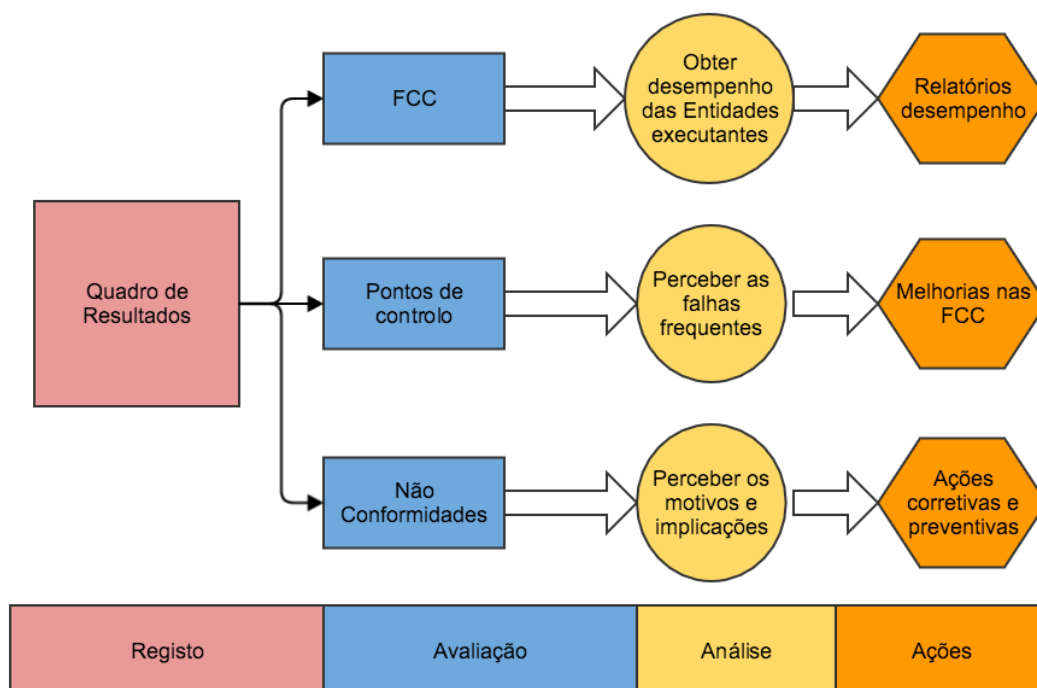 FCC
Obter
desempenho
das Entidades
executantes
Relatórios
desempenho
Quadro de
Resultados
Pontos de
controlo
Perceber as
falhas
frequentes
Melhorias nas
FCC
Não
Conformidades
Perceber os
motivos e
implicações
Ações
corretivas e
preventivas
Registo
Avaliação
Análise
Ações